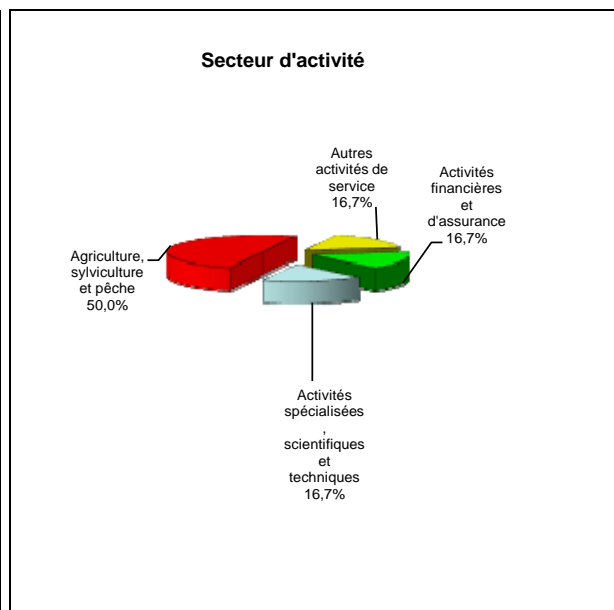 Secteur d'activité
Autres
activités de
service
16,7%
Activités
financières
et
d'assurance
16,7%
Agriculture,
sylviculture
et pêche
50,0%
Activités
spécialisées
,
scientifiques
et
techniques
16,7%